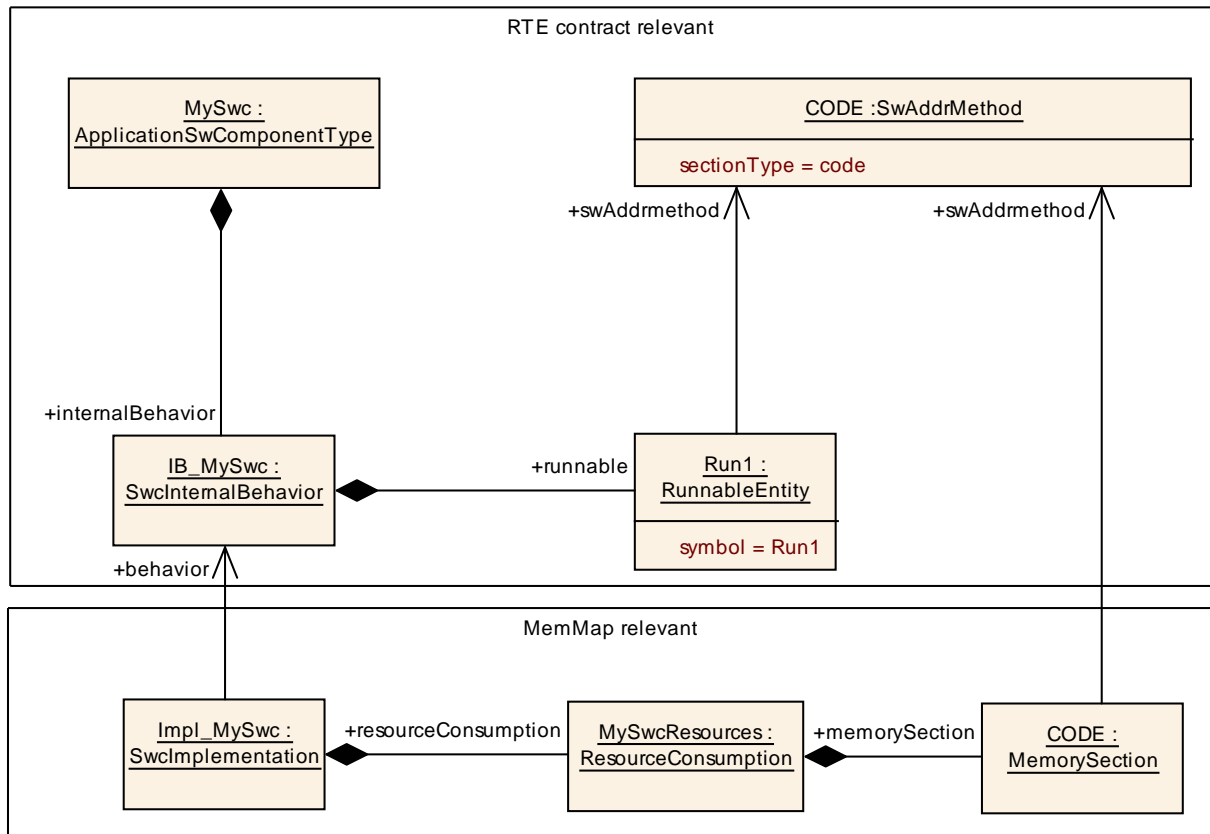 RTE contract relevant
MySwc :
ApplicationSwComponentType
CODE :SwAddrMethod
sectionType = code
+swAddrmethod
+swAddrmethod
+internalBehavior
IB_MySwc :
SwcInternalBehavior
+runnable
Run1 :
RunnableEntity
symbol = Run1
+behavior
MemMap relevant
Impl_MySwc :
SwcImplementation
+resourceConsumption
MySwcResources :
ResourceConsumption
+memorySection
CODE :
MemorySection